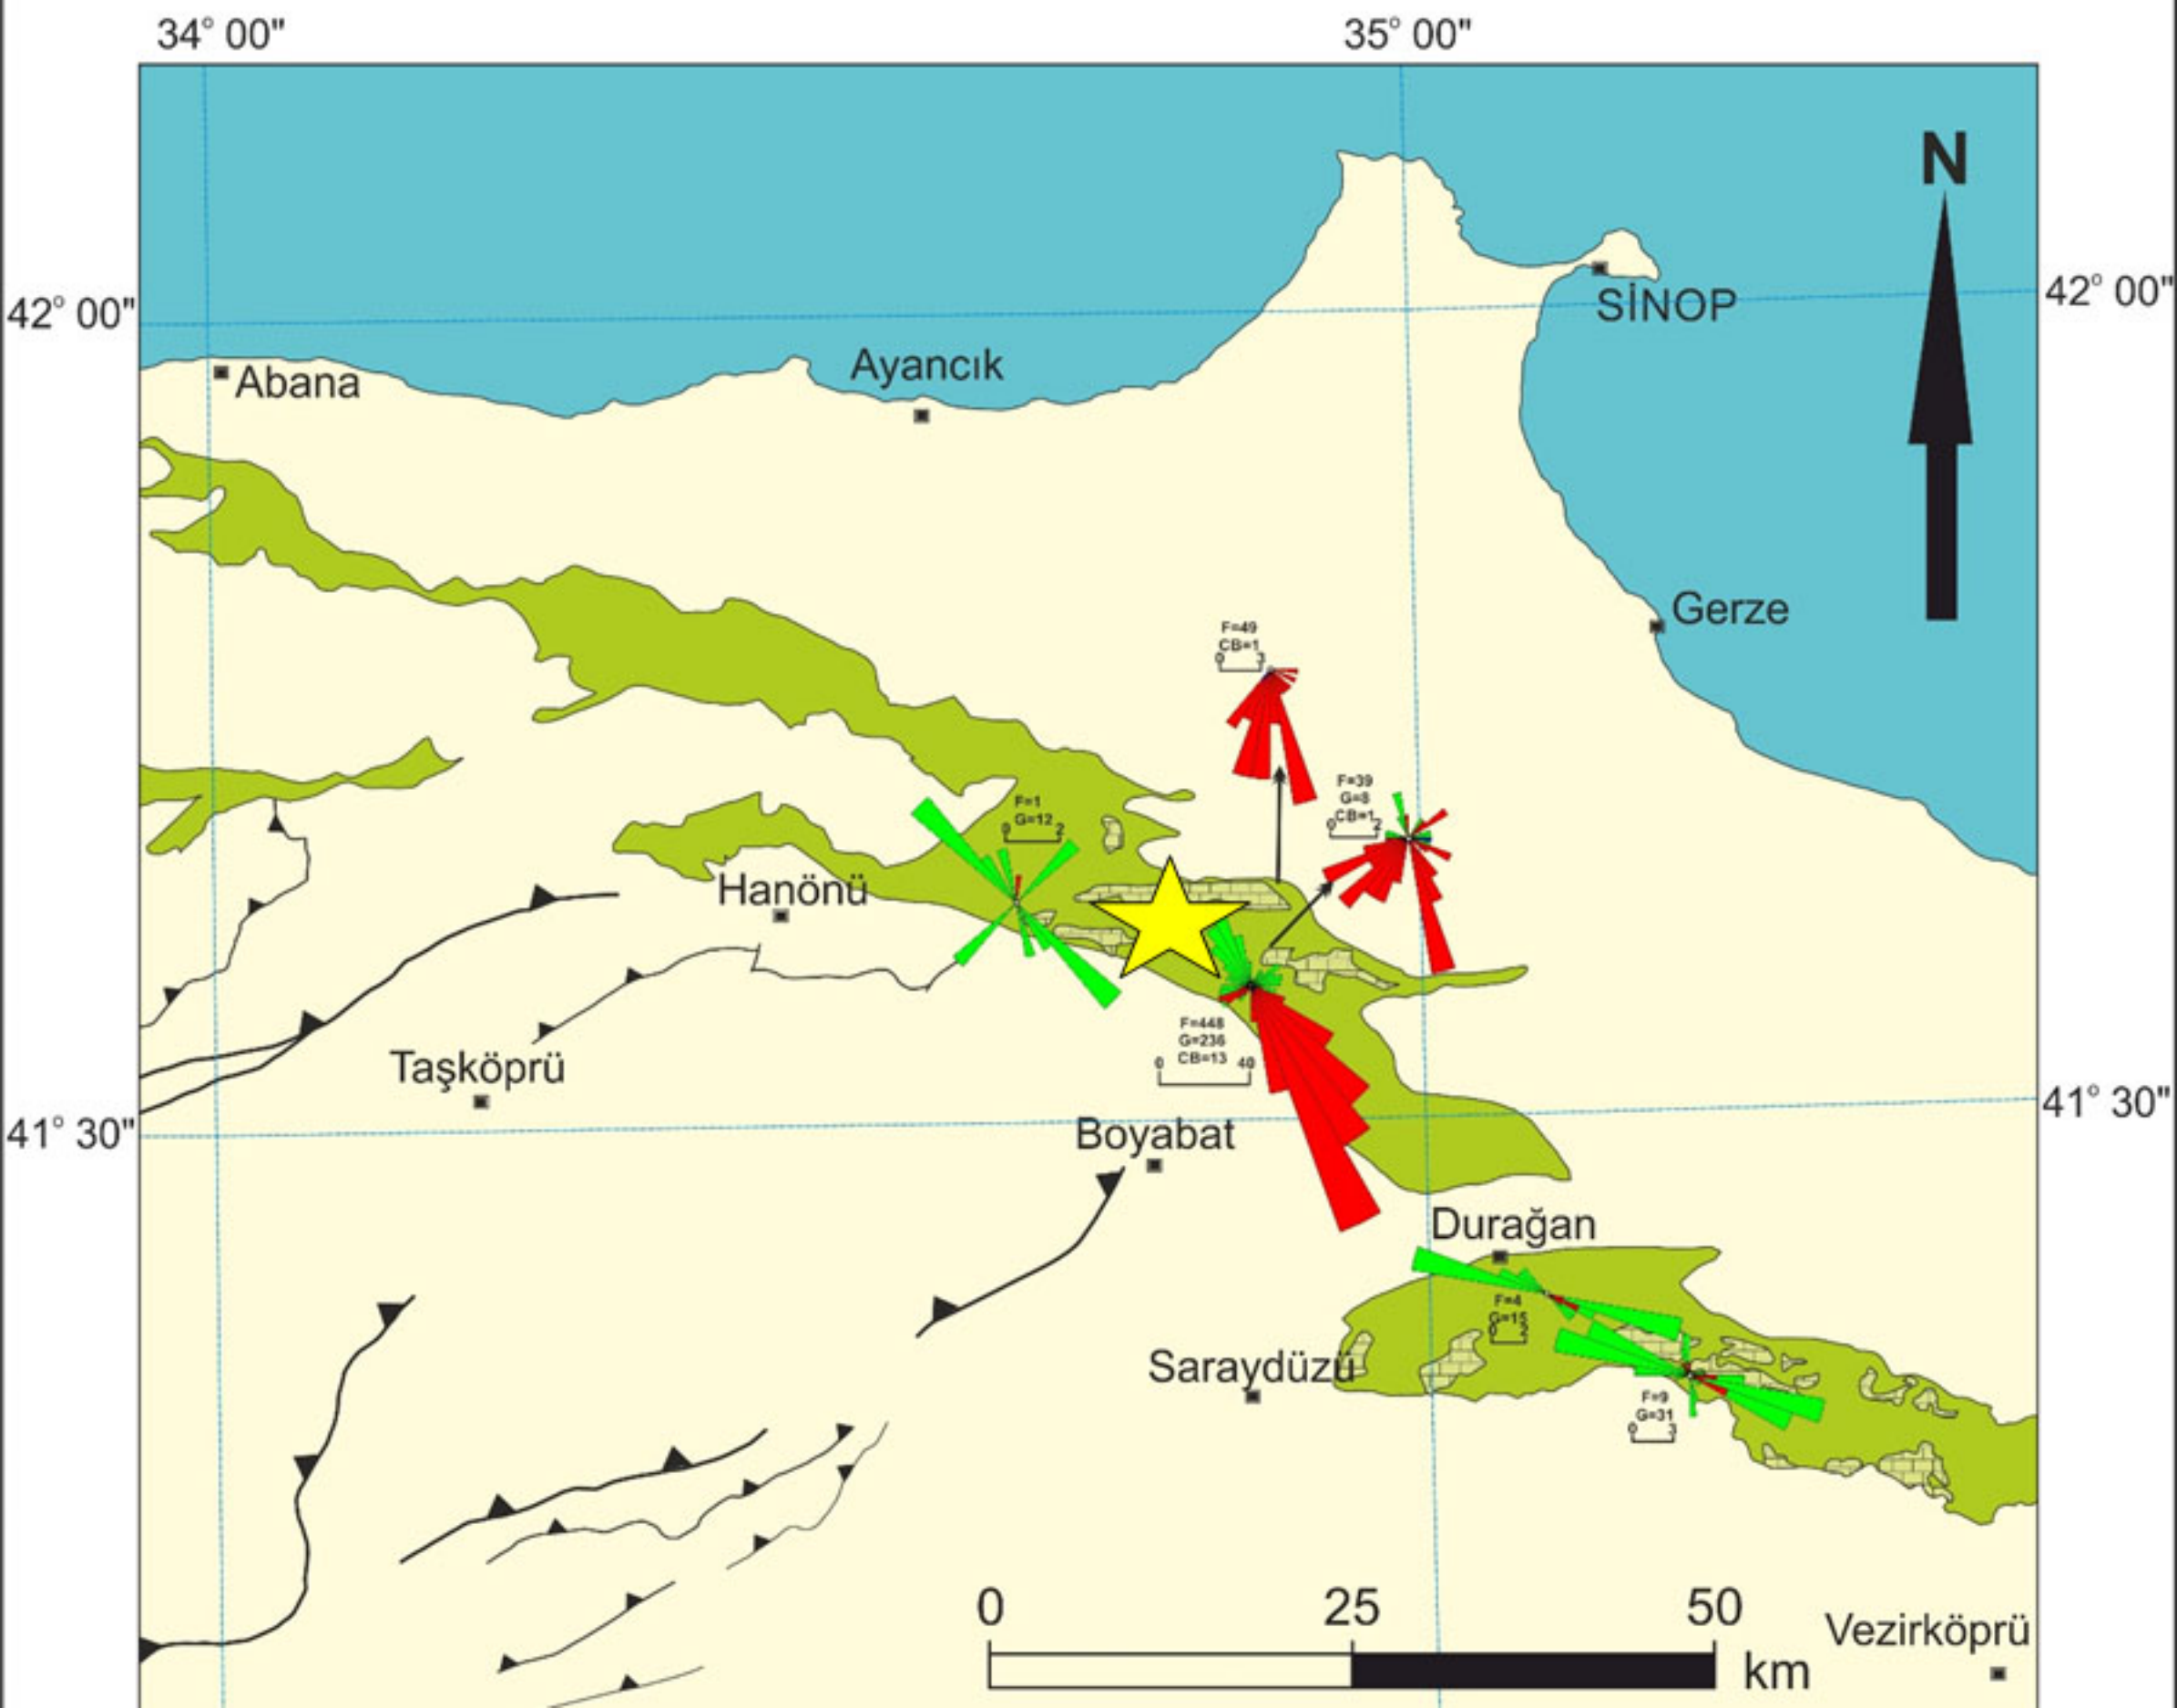 34° 00"
35° 00"
N
42° 00"
42° 00"
SİNOP
Abana
Ayancık
Gerze
F=49
CB=1
0 3
F=39
G=8
CB=1
0 2
F=1
G=12
0 2
Hanönü
F=448
G=236
CB=13
0 40
Taşköprü
41° 30"
41° 30"
Boyabat
Durağan
F=4
G=15
0 2
Saraydüzü
F=9
G=31
0 3
0 25 50
km
Vezirköprü